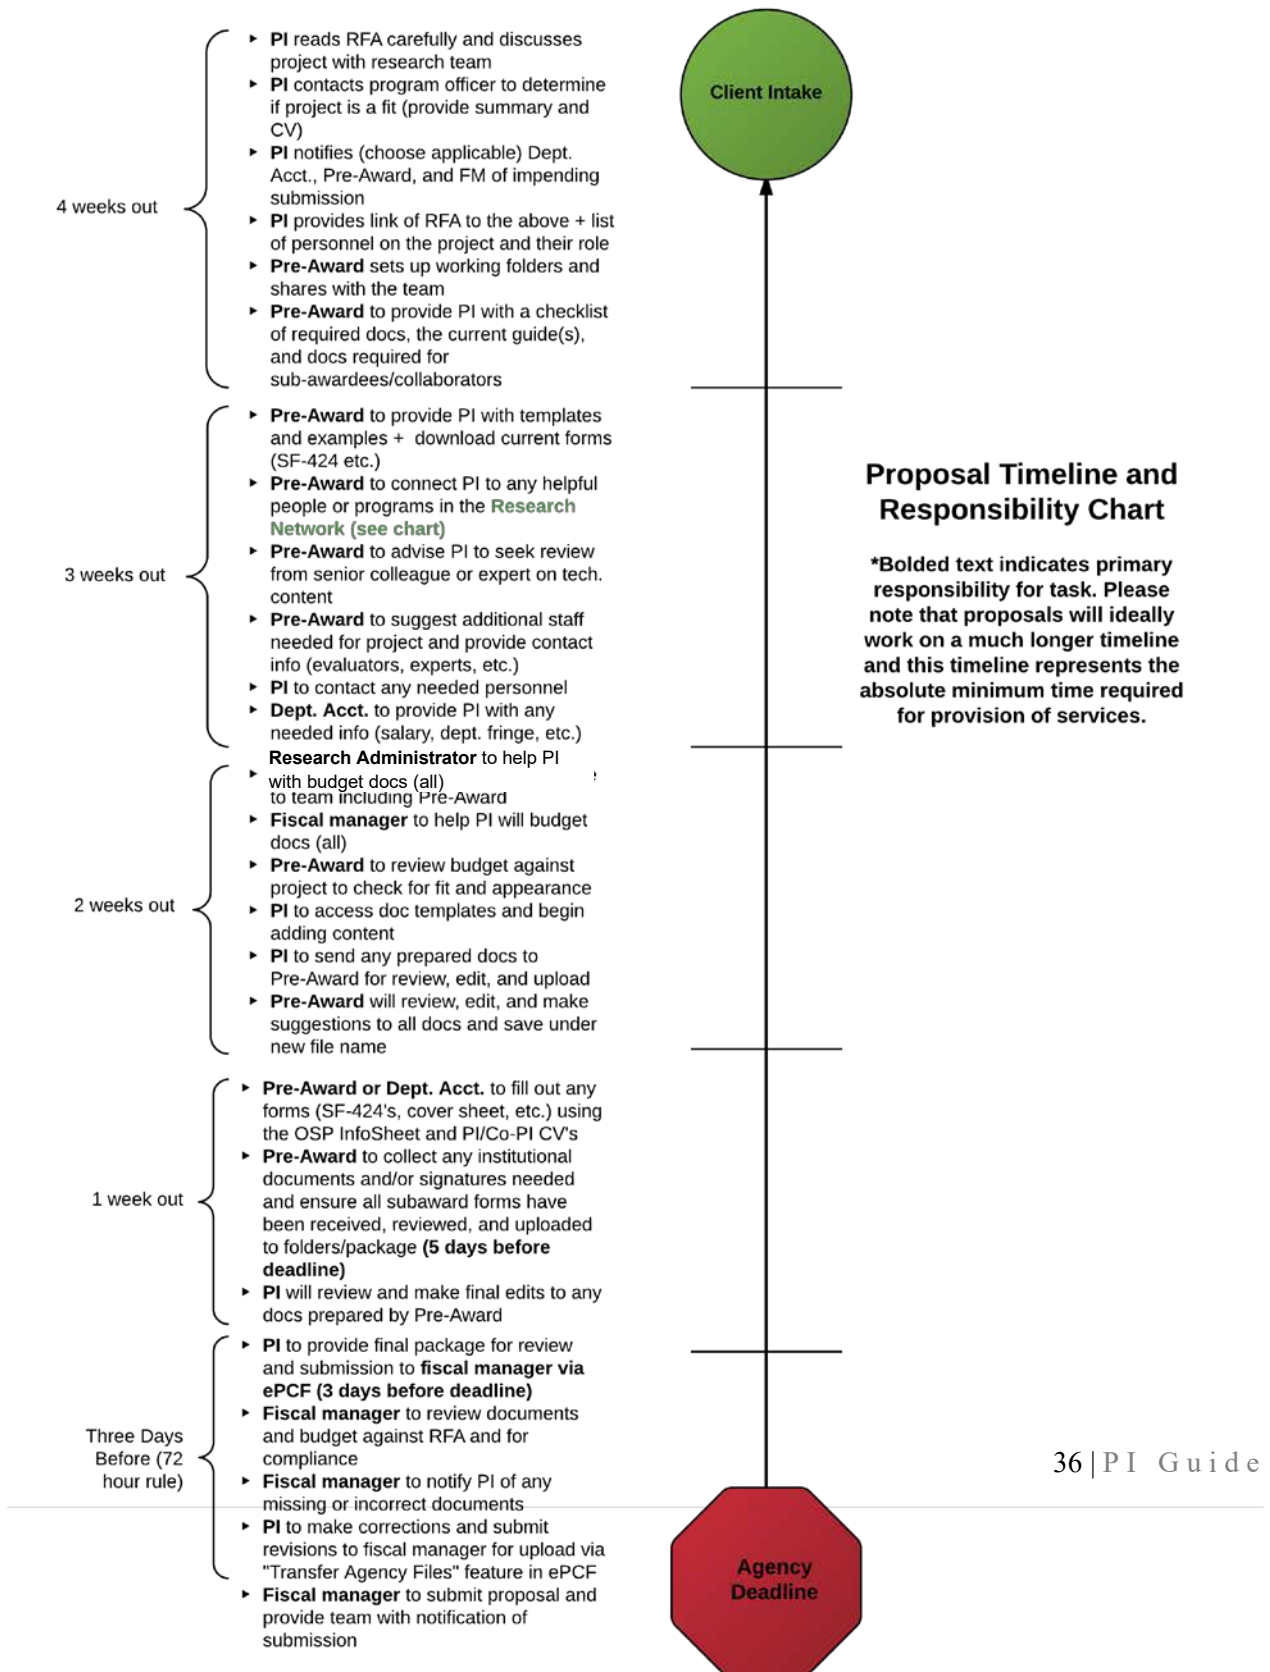 PI reads RFA carefully and discusses
project with research team
PI contacts program officer to determine
if project is a fit (provide summary and
CV)
PI notifies (choose applicable) Dept.
Acct., Pre-Award, and FM of impending
submission
4 weeks out
PI provides link of RFA to the above + list
of personnel on the project and their role
Pre-Award sets up working folders and
shares with the team
Pre-Award to provide PI with a checklist
of required docs, the current guide(s),
and docs required for
sub-awardees/collaborators
Client Intake
Pre-Award to provide PI with templates
and examples + download current forms
(SF-424 etc.)
Pre-Award to connect PI to any helpful
people or programs in the Research
Network (see chart)
Pre-Award to advise PI to seek review
from senior colleague or expert on tech.
content
3 weeks out
Pre-Award to suggest additional staff
needed for project and provide contact
info (evaluators, experts, etc.)
PI to contact any needed personnel
Dept. Acct. to provide PI with any
needed info (salary, dept. fringe, etc.)
Proposal Timeline and
Responsibility Chart
*Bolded text indicates primary
responsibility for task. Please
note that proposals will ideally
work on a much longer timeline
and this timeline represents the
absolute minimum time required
for provision of services.
Research Administrator to help PI
with budget docs (all)
to team including Pre-Award
Fiscal manager to help PI will budget
docs (all)
Pre-Award to review budget against
project to check for fit and appearance
2 weeks out
PI to access doc templates and begin
adding content
PI to send any prepared docs to
Pre-Award for review, edit, and upload
Pre-Award will review, edit, and make
suggestions to all docs and save under
new file name
Pre-Award or Dept. Acct. to fill out any
forms (SF-424's, cover sheet, etc.) using
the OSP InfoSheet and PI/Co-PI CV's
Pre-Award to collect any institutional
documents and/or signatures needed
1 week out
and ensure all subaward forms have
been received, reviewed, and uploaded
to folders/package (5 days before
deadline)
PI will review and make final edits to any
docs prepared by Pre-Award
PI to provide final package for review
and submission to fiscal manager via
ePCF (3 days before deadline)
Fiscal manager to review documents
and budget against RFA and for
compliance
Three Days
Before (72
hour rule)
Fiscal manager to notify PI of any
missing or incorrect documents
PI to make corrections and submit
revisions to fiscal manager for upload via
"Transfer Agency Files" feature in ePCF
Fiscal manager to submit proposal and
provide team with notification of
submission
36 | PI Guide
Agency
Deadline